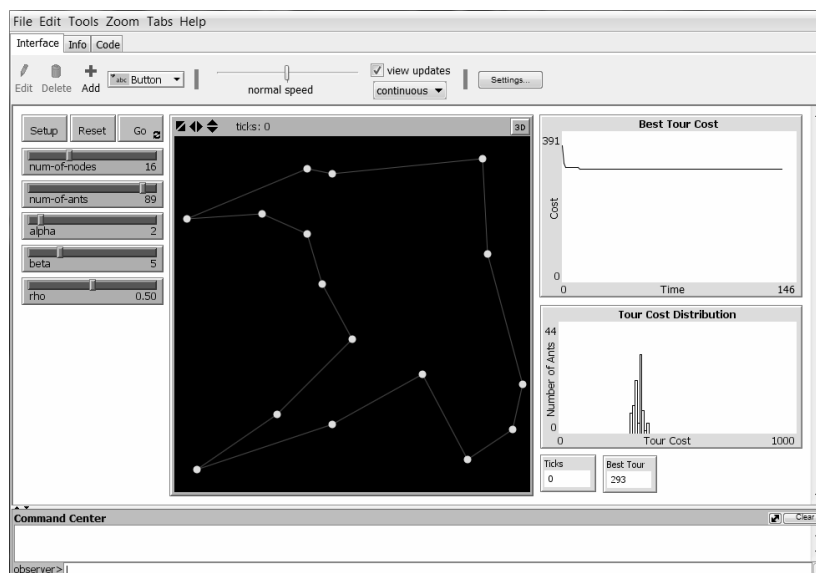 File Edit Tools Zoom Tabs Help
Interface Info Code
Edit Delete Add
abc Button
normal speed
view updates
continuous
Settings...
Setup Reset Go
num-of-nodes 16
num-of-ants 89
alpha 2
beta 5
rho 0.50
ticks: 0 3D
Best Tour Cost
391
Cost
0
0 Time 146
Tour Cost Distribution
44
Number of Ants
0
0 Tour Cost 1000
Ticks
0
Best Tour
293
Command Center Clear
observer>